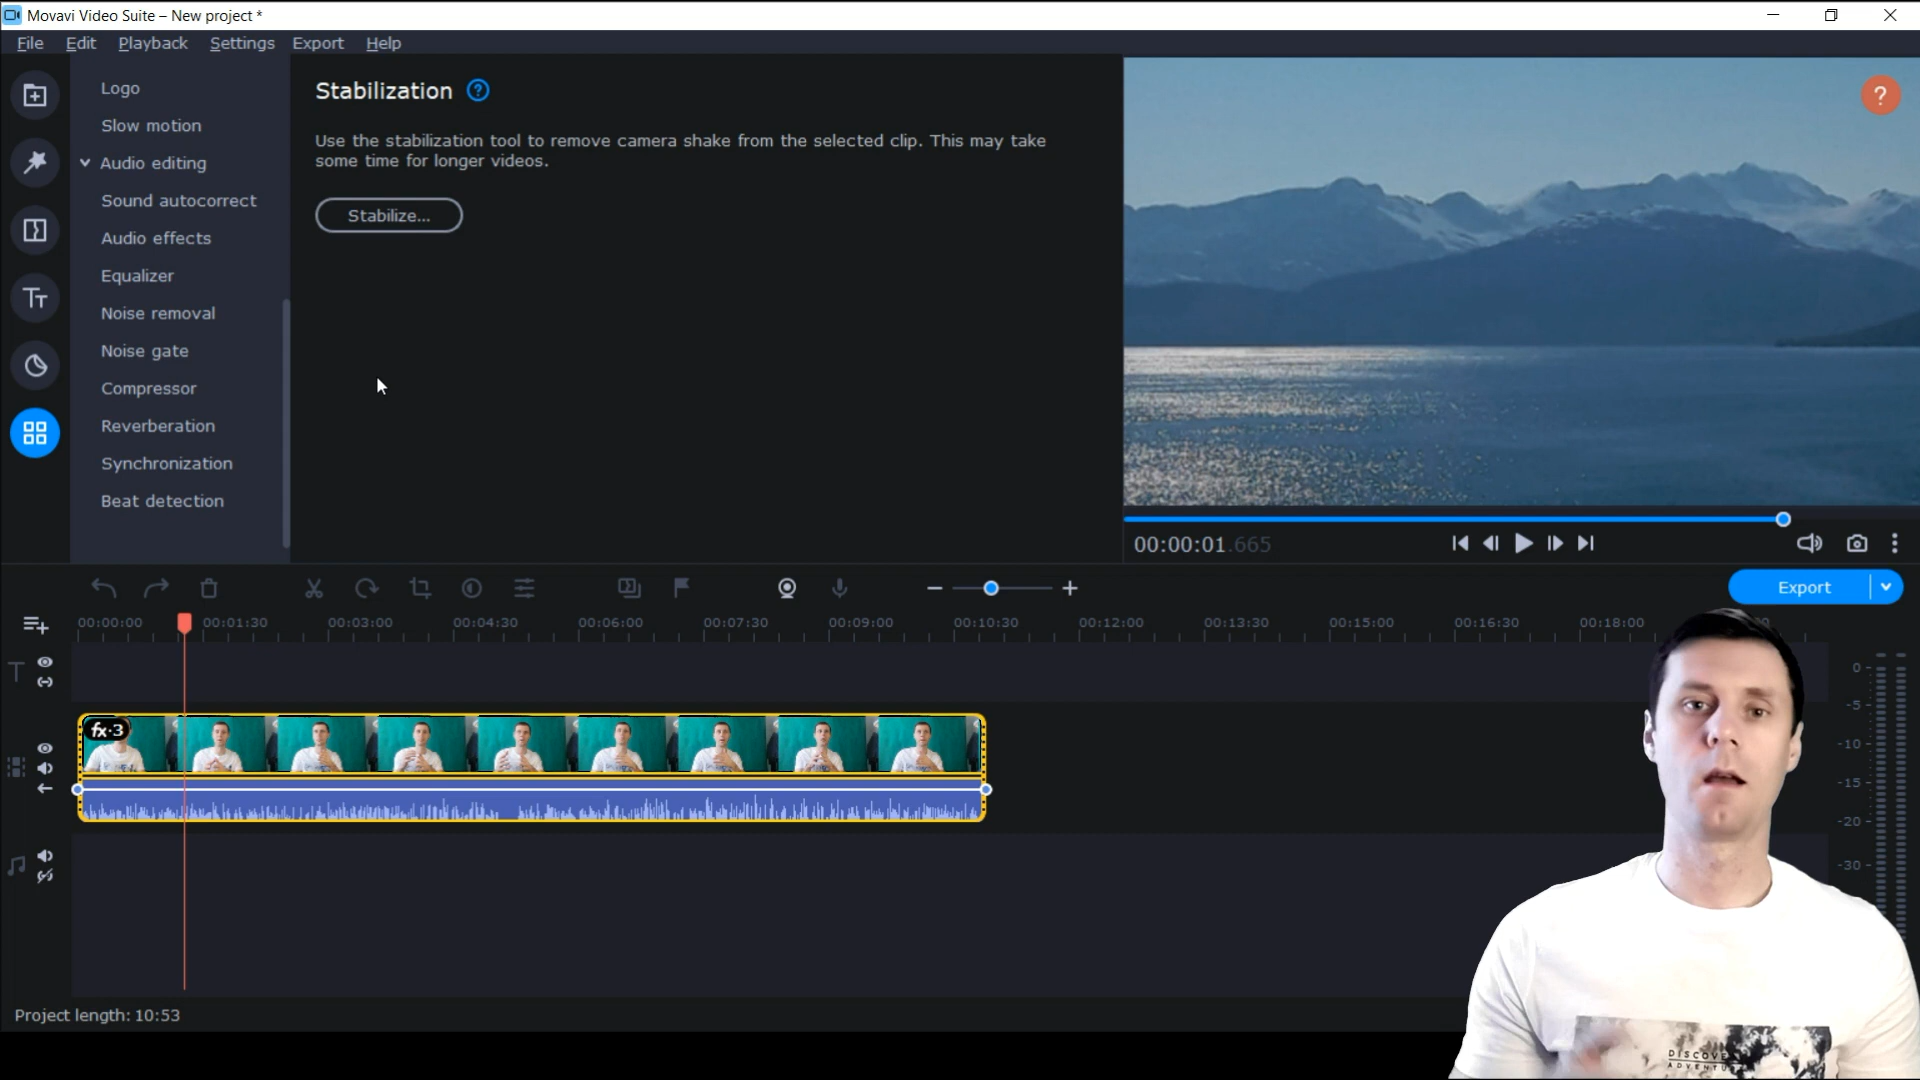 Movavi Video Suite – New project *
File Edit Playback Settings Export Help
Logo
Slow motion
Audio editing
Sound autocorrect
Audio effects
Equalizer
Noise removal
Noise gate
Compressor
Reverberation
Synchronization
Beat detection
Stabilization ?
Use the stabilization tool to remove camera shake from the selected clip. This may take
some time for longer videos.
Stabilize...
?
00:00:01.665
Export
00:00:00 00:01:30 00:03:00 00:04:30 00:06:00 00:07:30 00:09:00 00:10:30 00:12:00 00:13:30 00:15:00 00:16:30 00:18:00
fx·3
0
-5
-10
-15
-20
-30
Project length: 10:53
DISCOVE
ADVENTU